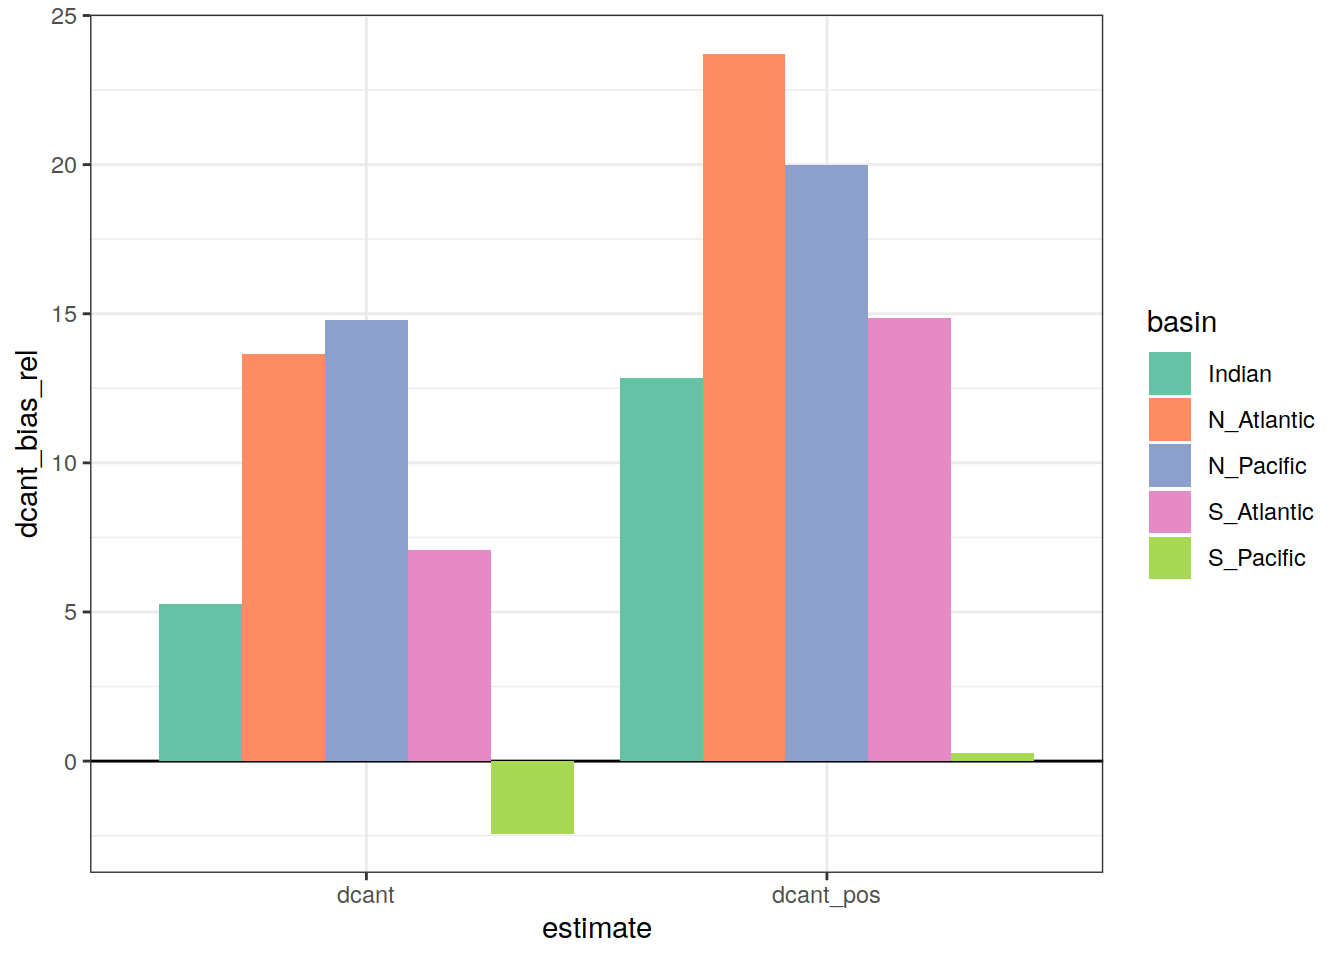 25
20
15
10
5
0
dcant_bias_rel
dcant
dcant_pos
estimate
basin
Indian
N_Atlantic
N_Pacific
S_Atlantic
S_Pacific